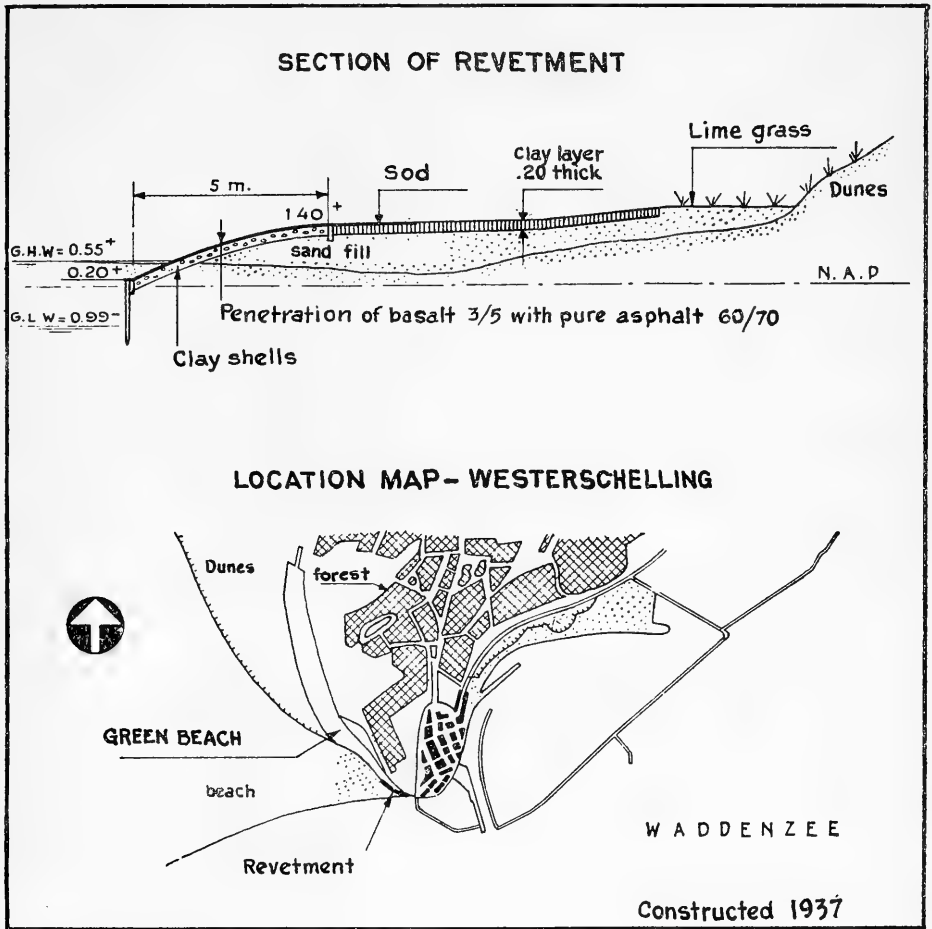 SECTION OF REVETMENT
Lime grass
Clay layer
.20 thick
Sod
5 m.
Dunes
140 +
G.H.W = 0.55 +
sand fill
0.20 +
N.A.P
G.L W = 0.99 -
Penetration of basalt 3/5 with pure asphalt 60/70
Clay shells
LOCATION MAP - WESTERSCHELLING
Dunes
forest
GREEN BEACH
beach
WADDENZEE
Revetment
Constructed 1937